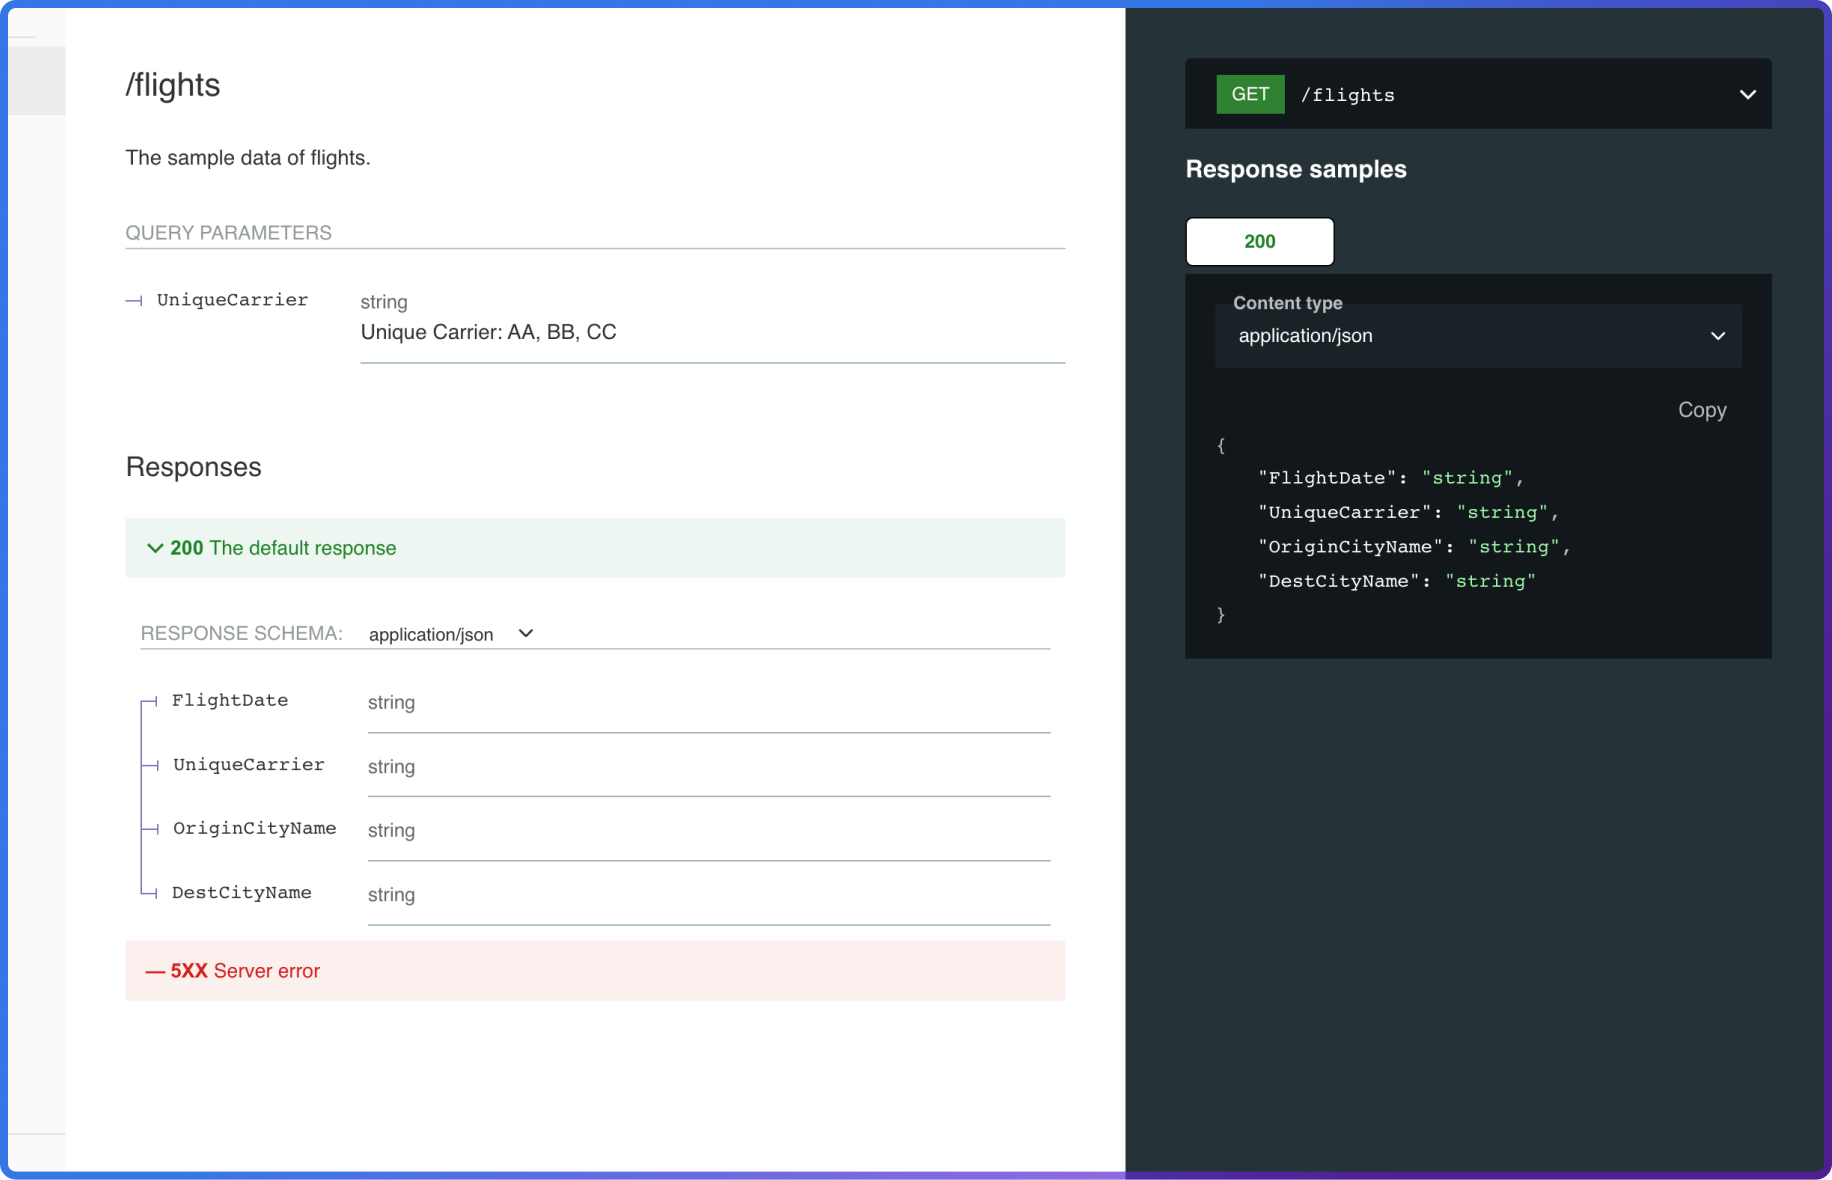 /flights
The sample data of flights.
QUERY PARAMETERS
UniqueCarrier
string
Unique Carrier: AA, BB, CC
Responses
200 The default response
RESPONSE SCHEMA: application/json
FlightDate string
UniqueCarrier string
OriginCityName string
DestCityName string
— 5XX Server error
GET /flights
Response samples
200
Content type
application/json
Copy
{
"FlightDate": "string",
"UniqueCarrier": "string",
"OriginCityName": "string",
"DestCityName": "string"
}